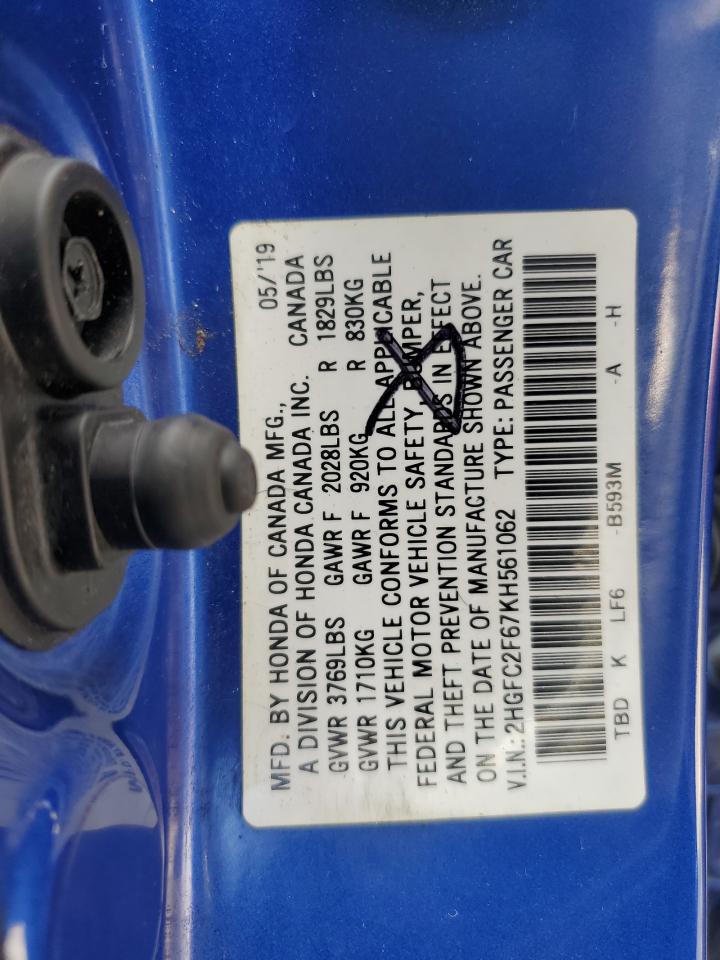 MFD. BY HONDA OF CANADA MFG., 05/'19
A DIVISION OF HONDA CANADA INC. CANADA
GVWR 3769LBS GAWR F 2028LBS R 1829LBS
GVWR 1710KG GAWR F 920KG R 830KG
THIS VEHICLE CONFORMS TO ALL APPLICABLE
FEDERAL MOTOR VEHICLE SAFETY, BUMPER,
AND THEFT PREVENTION STANDARDS IN EFFECT
ON THE DATE OF MANUFACTURE SHOWN ABOVE.
V.I.N.: 2HGFC2F67KH561062 TYPE: PASSENGER CAR
TBD K LF6 -B593M -A -H